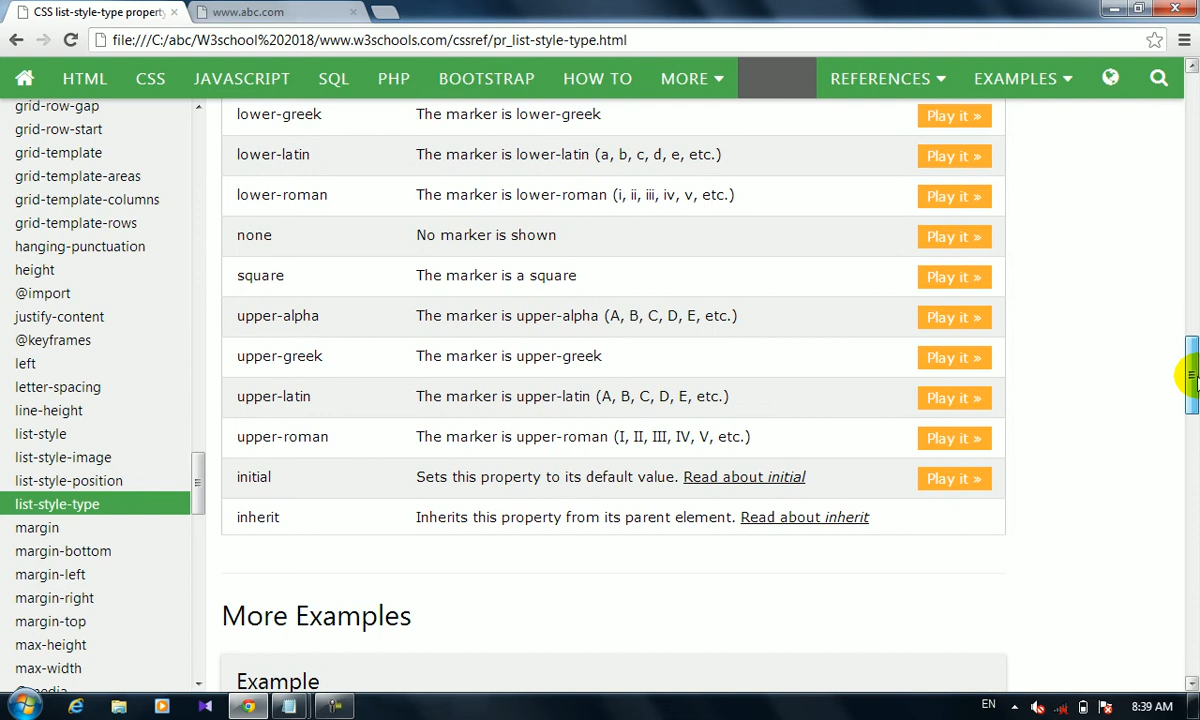 CSS list-style-type property
www.abc.com
file:///C:/abc/W3school%202018/www.w3schools.com/cssref/pr_list-style-type.html
HTML CSS JAVASCRIPT SQL PHP BOOTSTRAP HOW TO MORE REFERENCES EXAMPLES
grid-row-gap
grid-row-start
grid-template
grid-template-areas
grid-template-columns
grid-template-rows
hanging-punctuation
height
@import
justify-content
@keyframes
left
letter-spacing
line-height
list-style
list-style-image
list-style-position
list-style-type
margin
margin-bottom
margin-left
margin-right
margin-top
max-height
max-width
@media
lower-greek The marker is lower-greek Play it »
lower-latin The marker is lower-latin (a, b, c, d, e, etc.) Play it »
lower-roman The marker is lower-roman (i, ii, iii, iv, v, etc.) Play it »
none No marker is shown Play it »
square The marker is a square Play it »
upper-alpha The marker is upper-alpha (A, B, C, D, E, etc.) Play it »
upper-greek The marker is upper-greek Play it »
upper-latin The marker is upper-latin (A, B, C, D, E, etc.) Play it »
upper-roman The marker is upper-roman (I, II, III, IV, V, etc.) Play it »
initial Sets this property to its default value. Read about initial Play it »
inherit Inherits this property from its parent element. Read about inherit
More Examples
Example
EN 8:39 AM